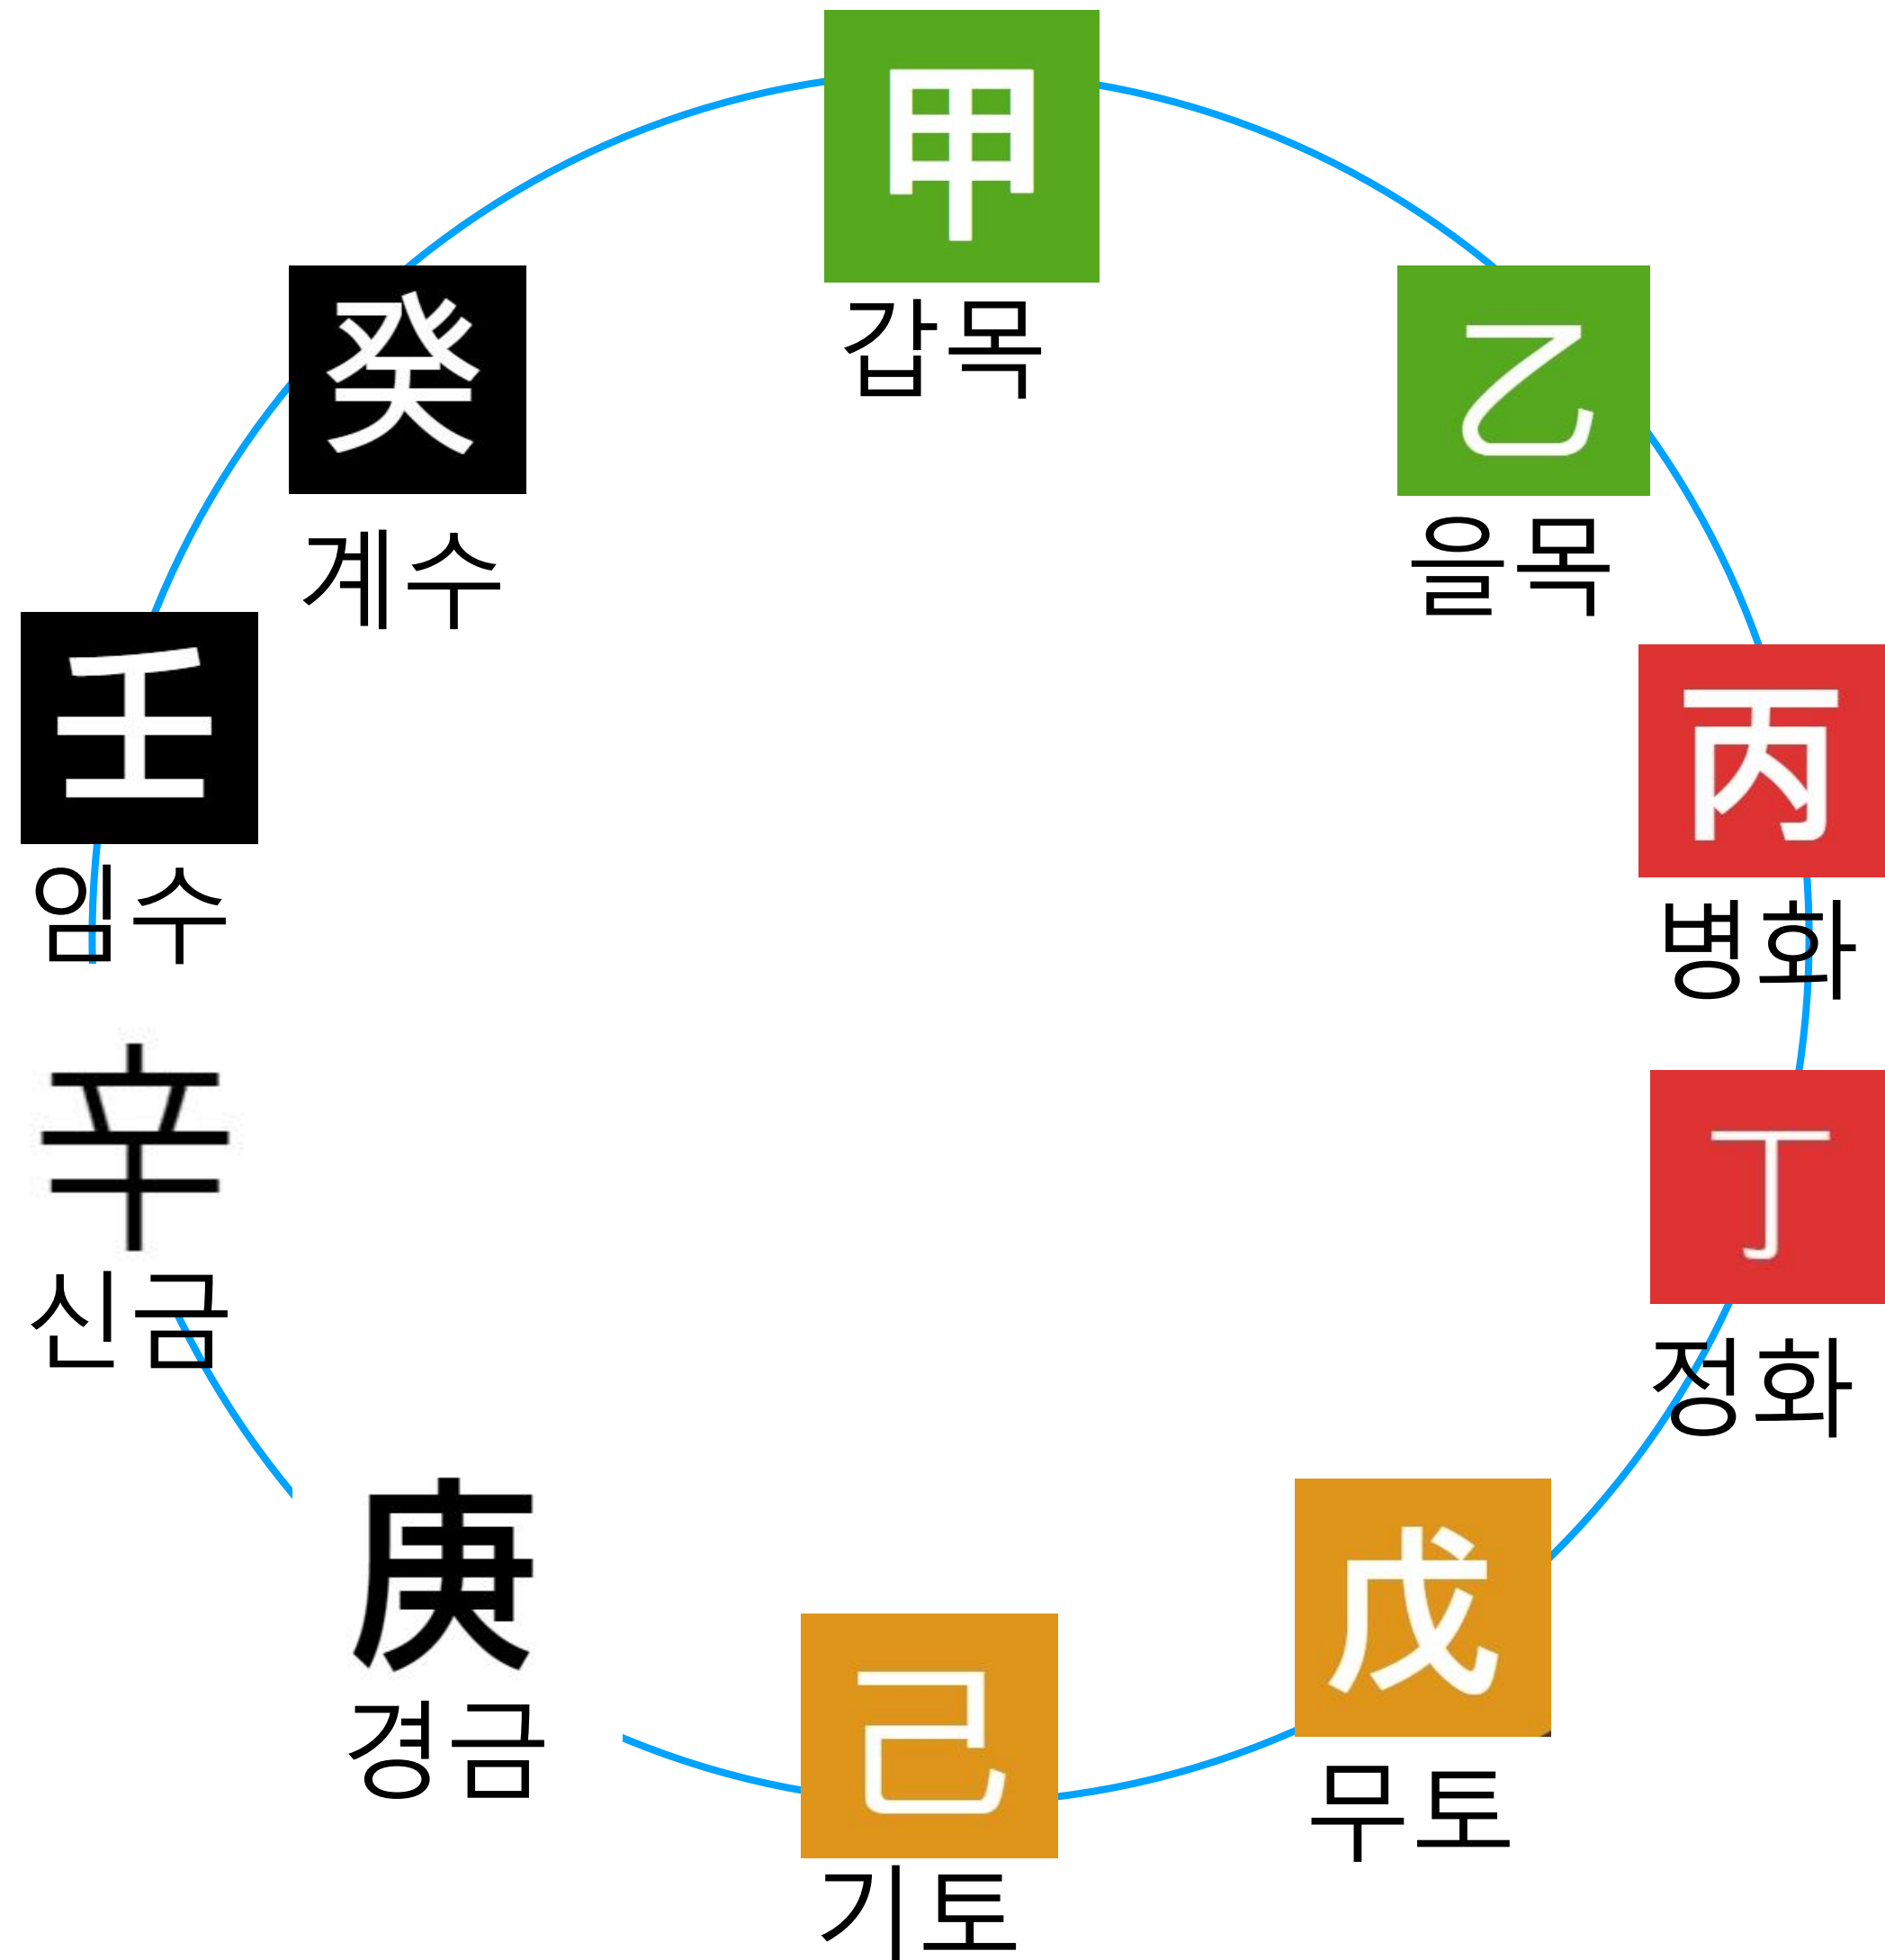 甲
갑목
乙
을목
丙
병화
丁
정화
戊
무토
己
기토
庚
경금
辛
신금
壬
임수
癸
계수